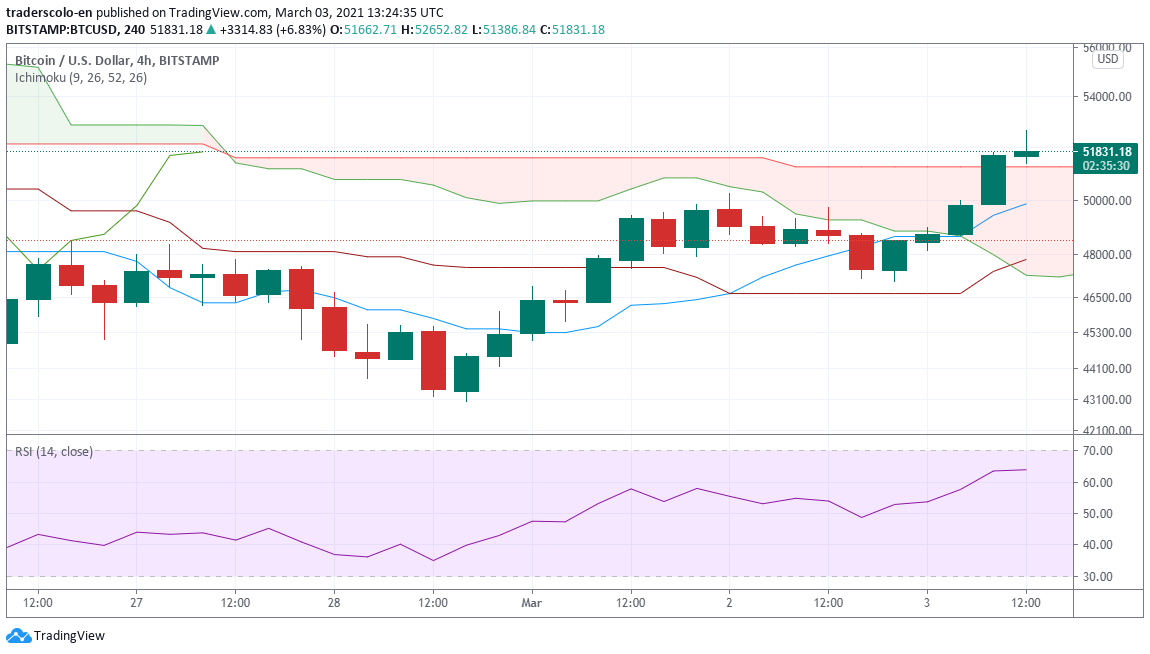 traderscolo-en published on TradingView.com, March 03, 2021 13:24:35 UTC
BITSTAMP:BTCUSD, 240 51831.18 ▲ +3314.83 (+6.83%) O:51662.71 H:52652.82 L:51386.84 C:51831.18
Bitcoin / U.S. Dollar, 4h, BITSTAMP
Ichimoku (9, 26, 52, 26)
56000.00
USD
54000.00
51831.18
02:35:30
50000.00
48000.00
46500.00
45300.00
44100.00
43100.00
42100.00
RSI (14, close)
70.00
60.00
50.00
40.00
30.00
12:00 27 12:00 28 12:00 Mar 12:00 2 12:00 3 12:00
TradingView